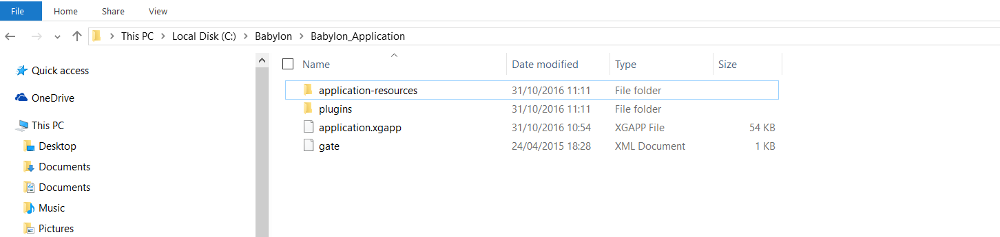 File Home Share View
This PC Local Disk (C:) Babylon Babylon_Application
Quick access
OneDrive
This PC
Desktop
Documents
Documents
Music
Pictures
Name Date modified Type Size
application-resources 31/10/2016 11:11 File folder
plugins 31/10/2016 11:11 File folder
application.xgapp 31/10/2016 10:54 XGAPP File 54 KB
gate 24/04/2015 18:28 XML Document 1 KB